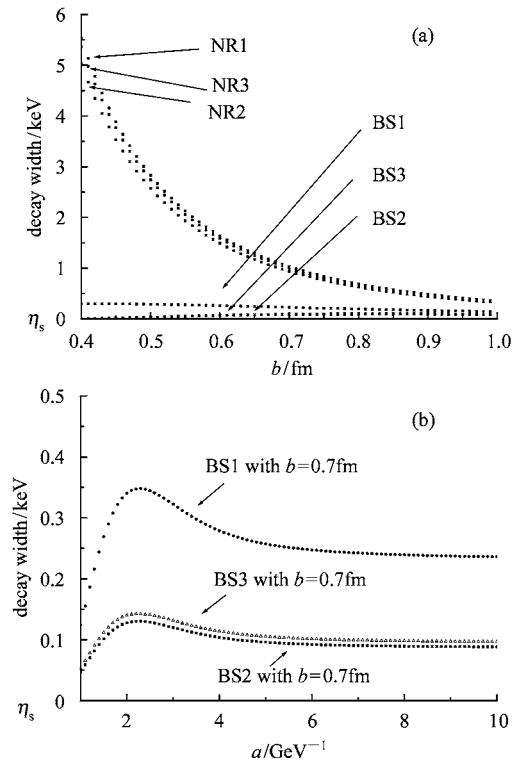 (a)
6
5
4
3
2
1
0
decay width/keV
ηs
NR1
NR3
NR2
BS1
BS3
BS2
0.4 0.5 0.6 0.7 0.8 0.9 1.0
b/fm
(b)
0.5
0.4
0.3
0.2
0.1
0
decay width/keV
ηs
BS1 with b=0.7fm
BS3 with b=0.7fm
BS2 with b=0.7fm
2 4 6 8 10
a/GeV⁻¹